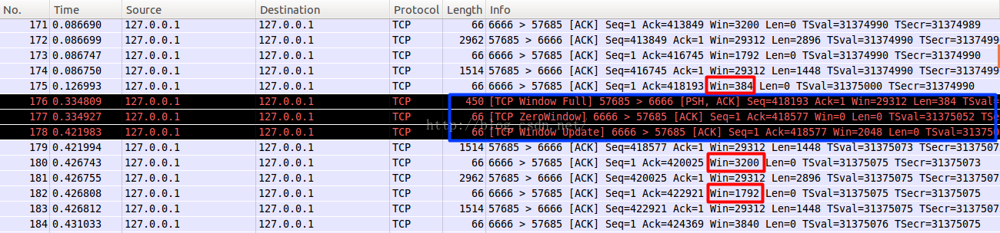 No. Time Source Destination Protocol Length Info
171 0.086690 127.0.0.1 127.0.0.1 TCP 66 6666 > 57685 [ACK] Seq=1 Ack=413849 Win=3200 Len=0 TSval=31374990 TSecr=31374989
172 0.086699 127.0.0.1 127.0.0.1 TCP 2962 57685 > 6666 [ACK] Seq=413849 Ack=1 Win=29312 Len=2896 TSval=31374990 TSecr=3137499
173 0.086747 127.0.0.1 127.0.0.1 TCP 66 6666 > 57685 [ACK] Seq=1 Ack=416745 Win=1792 Len=0 TSval=31374990 TSecr=31374990
174 0.086750 127.0.0.1 127.0.0.1 TCP 1514 57685 > 6666 [ACK] Seq=416745 Ack=1 Win=29312 Len=1448 TSval=31374990 TSecr=3137499
175 0.126993 127.0.0.1 127.0.0.1 TCP 66 6666 > 57685 [ACK] Seq=1 Ack=418193 Win=384 Len=0 TSval=31375000 TSecr=31374990
176 0.334809 127.0.0.1 127.0.0.1 TCP 450 [TCP Window Full] 57685 > 6666 [PSH, ACK] Seq=418193 Ack=1 Win=29312 Len=384 TSval=
177 0.334927 127.0.0.1 127.0.0.1 TCP 66 [TCP ZeroWindow] 6666 > 57685 [ACK] Seq=1 Ack=418577 Win=0 Len=0 TSval=31375052 TSe
178 0.421983 127.0.0.1 127.0.0.1 TCP 66 [TCP Window Update] 6666 > 57685 [ACK] Seq=1 Ack=418577 Win=2048 Len=0 TSval=313750
179 0.421994 127.0.0.1 127.0.0.1 TCP 1514 57685 > 6666 [ACK] Seq=418577 Ack=1 Win=29312 Len=1448 TSval=31375073 TSecr=3137507
180 0.426743 127.0.0.1 127.0.0.1 TCP 66 6666 > 57685 [ACK] Seq=1 Ack=420025 Win=3200 Len=0 TSval=31375075 TSecr=31375073
181 0.426755 127.0.0.1 127.0.0.1 TCP 2962 57685 > 6666 [ACK] Seq=420025 Ack=1 Win=29312 Len=2896 TSval=31375075 TSecr=3137507
182 0.426808 127.0.0.1 127.0.0.1 TCP 66 6666 > 57685 [ACK] Seq=1 Ack=422921 Win=1792 Len=0 TSval=31375075 TSecr=31375075
183 0.426812 127.0.0.1 127.0.0.1 TCP 1514 57685 > 6666 [ACK] Seq=422921 Ack=1 Win=29312 Len=1448 TSval=31375075 TSecr=3137507
184 0.431033 127.0.0.1 127.0.0.1 TCP 66 6666 > 57685 [ACK] Seq=1 Ack=424369 Win=3840 Len=0 TSval=31375076 TSecr=31375075
http://blog.csdn.net/